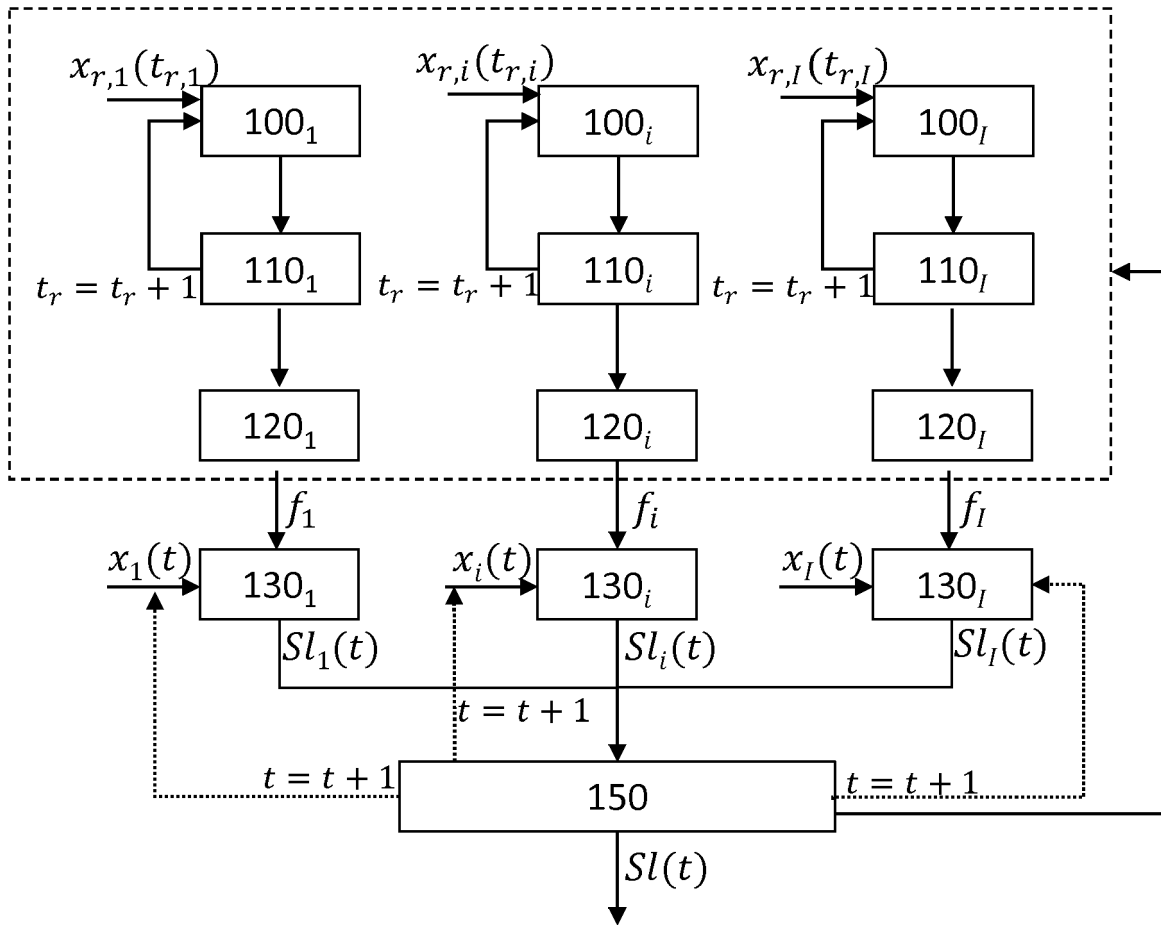 x_{r,1}(t_{r,1}) x_{r,i}(t_{r,i}) x_{r,I}(t_{r,I})
100_1 100_i 100_I
110_1 110_i 110_I
t_r = t_r + 1 t_r = t_r + 1 t_r = t_r + 1
120_1 120_i 120_I
f_1 f_i f_I
x_1(t) x_i(t) x_I(t)
130_1 130_i 130_I
Sl_1(t) Sl_i(t) Sl_I(t)
t = t + 1
t = t + 1 150 t = t + 1
Sl(t)